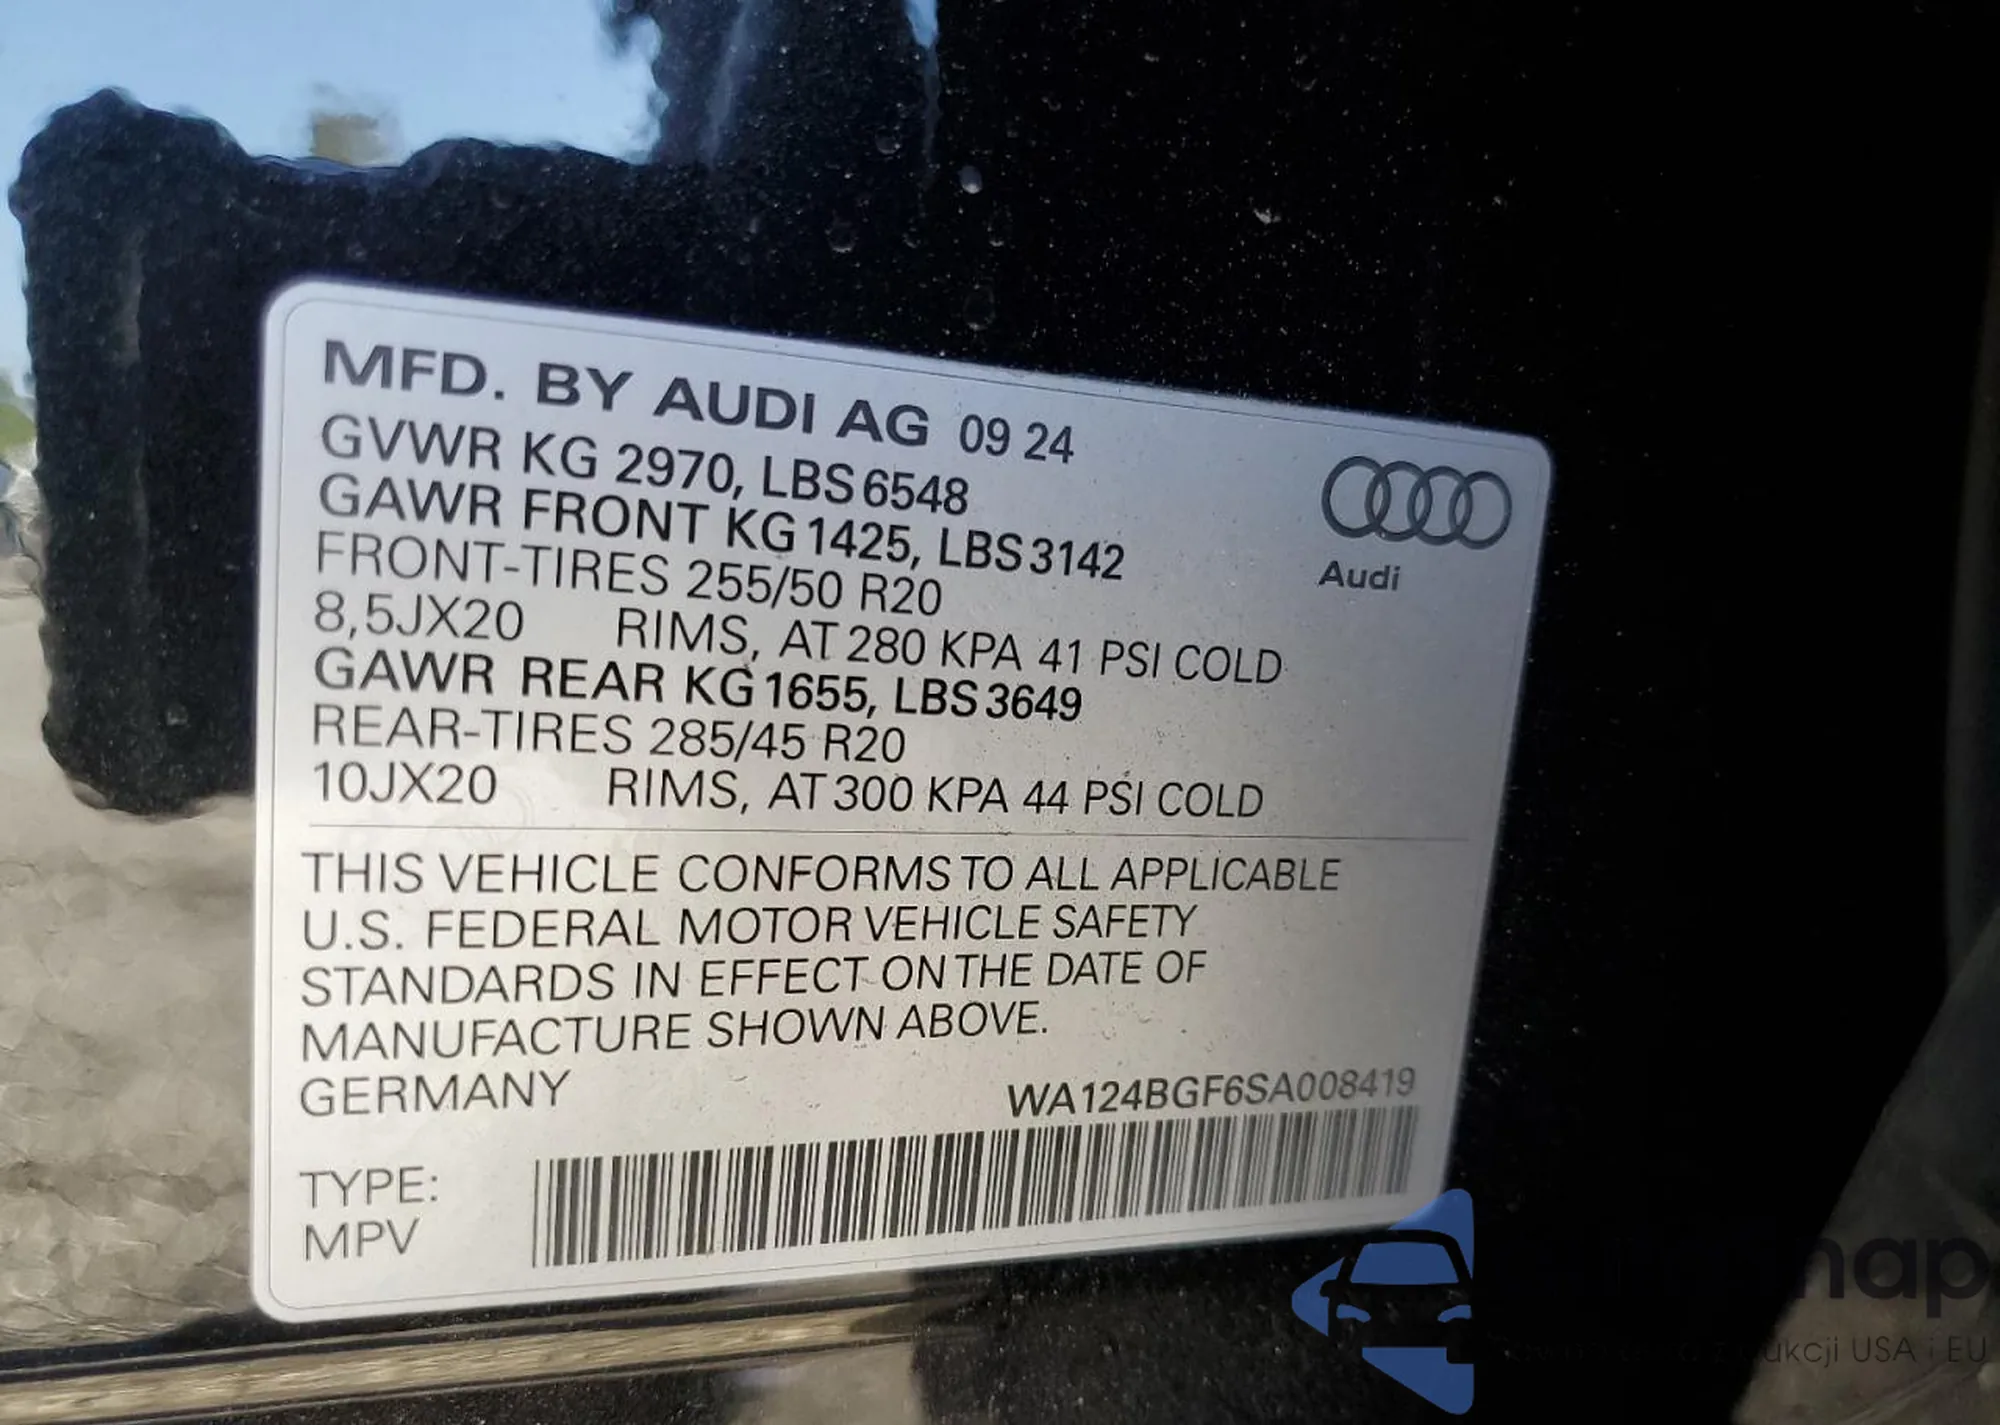 MFD. BY AUDI AG 09 24
GVWR KG 2970, LBS 6548
GAWR FRONT KG 1425, LBS 3142
FRONT-TIRES 255/50 R20
8,5JX20 RIMS, AT 280 KPA 41 PSI COLD
GAWR REAR KG 1655, LBS 3649
REAR-TIRES 285/45 R20
10JX20 RIMS, AT 300 KPA 44 PSI COLD
Audi
THIS VEHICLE CONFORMS TO ALL APPLICABLE
U.S. FEDERAL MOTOR VEHICLE SAFETY
STANDARDS IN EFFECT ON THE DATE OF
MANUFACTURE SHOWN ABOVE.
GERMANY
WA124BGF6SA008419
TYPE:
MPV
USA i EU